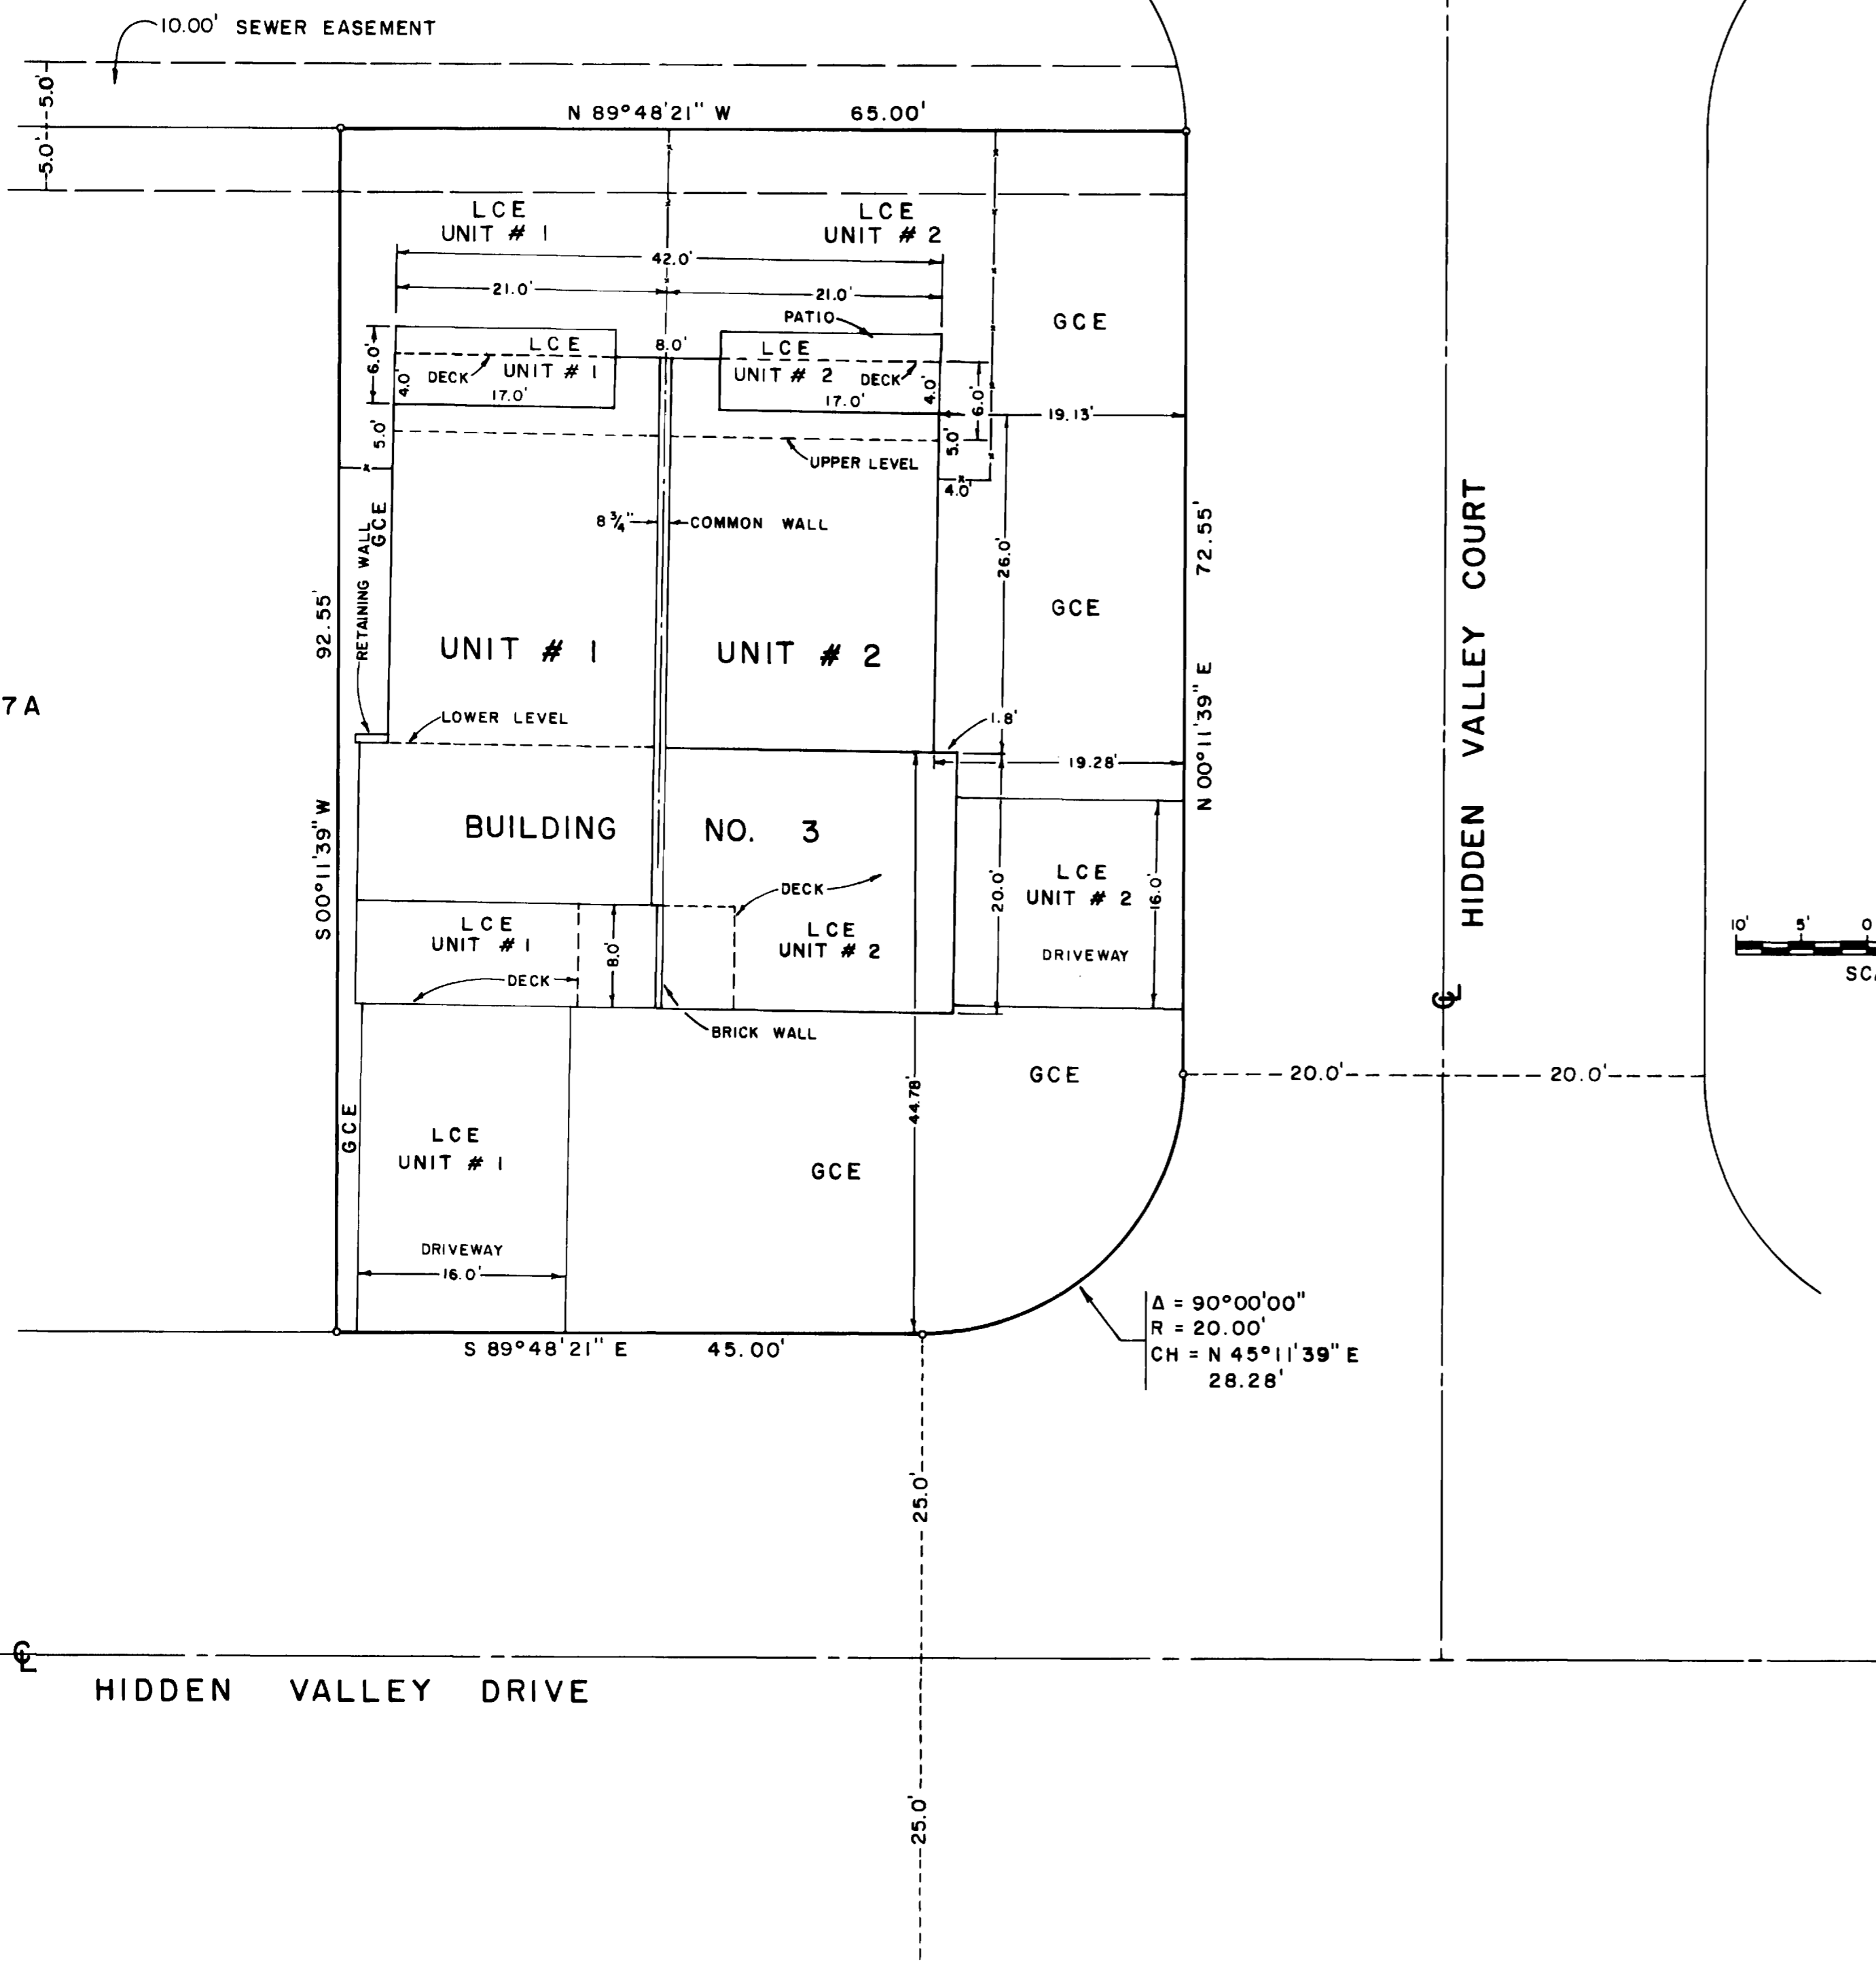 10.00' SEWER EASEMENT
5.0'
5.0'
N 89°48'21" W 65.00'
LCE
UNIT # 1
LCE
UNIT # 2
42.0'
21.0'
21.0'
PATIO
GCE
6.0'
4.0'
LCE
UNIT # 1
DECK
17.0'
8.0'
LCE
UNIT # 2
DECK
17.0'
4.0'
6.0'
19.13'
5.0'
5.0'
UPPER LEVEL
4.0'
8 3/4"
COMMON WALL
GCE
RETAINING WALL
26.0'
72.55'
GCE
92.55'
UNIT # 1
UNIT # 2
N 00°11'39" E
HIDDEN VALLEY COURT
7A
LOWER LEVEL
1.8'
19.28'
S 00°11'39" W
BUILDING NO. 3
DECK
20.0'
LCE
UNIT # 2
16.0'
DRIVEWAY
LCE
UNIT # 1
8.0'
DECK
LCE
UNIT # 2
BRICK WALL
10' 5' 0
SCA
℄
GCE
20.0'
20.0'
44.78'
GCE
LCE
UNIT # 1
GCE
DRIVEWAY
16.0'
S 89°48'21" E 45.00'
Δ = 90°00'00"
R = 20.00'
CH = N 45°11'39" E
28.28'
25.0'
℄
HIDDEN VALLEY DRIVE
25.0'